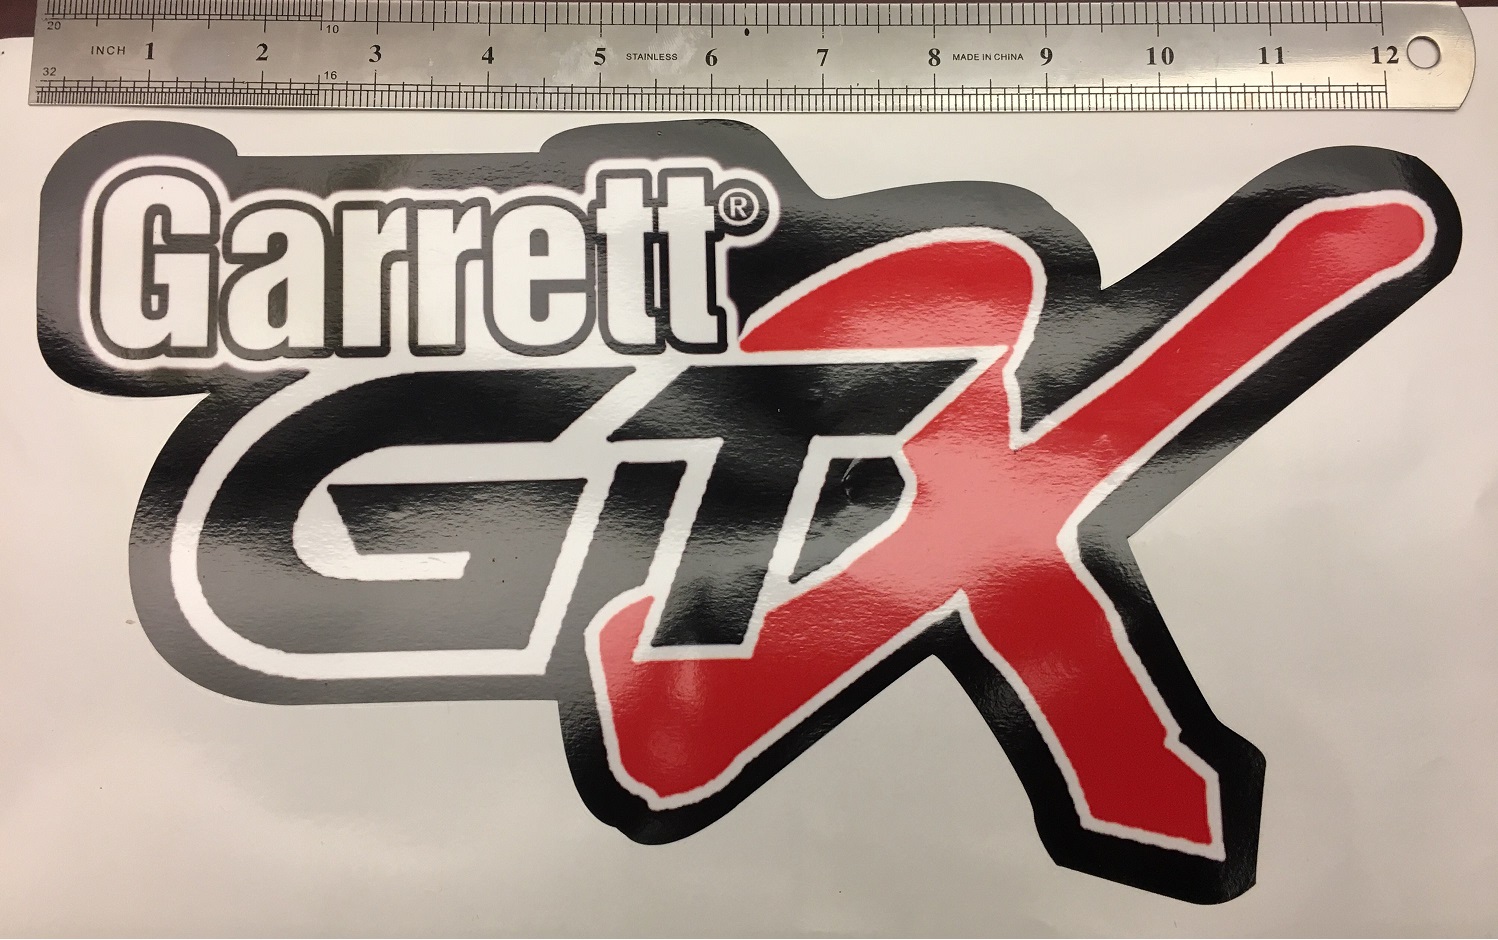 20 10
INCH 1 2 3 4 5 STAINLESS 6 7 8 MADE IN CHINA 9 10 11 12
32 16
Garrett®
GTX